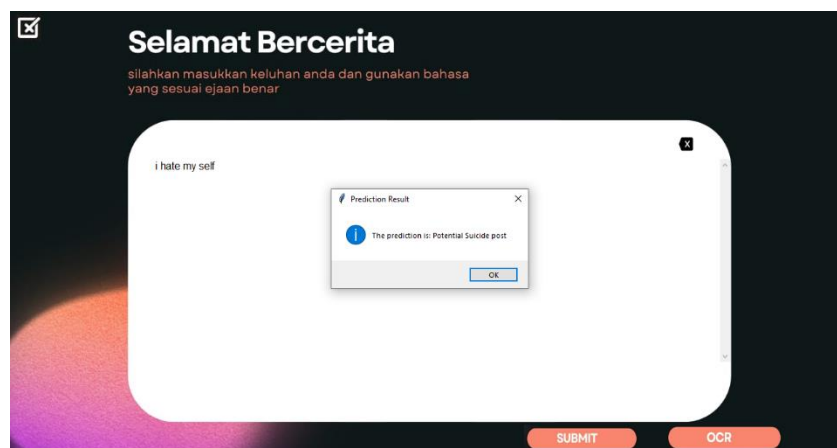 Selamat Bercerita
silahkan masukkan keluhan anda dan gunakan bahasa
yang sesuai ejaan benar
i hate my self
Prediction Result
The prediction is: Potential Suicide post
OK
SUBMIT
OCR